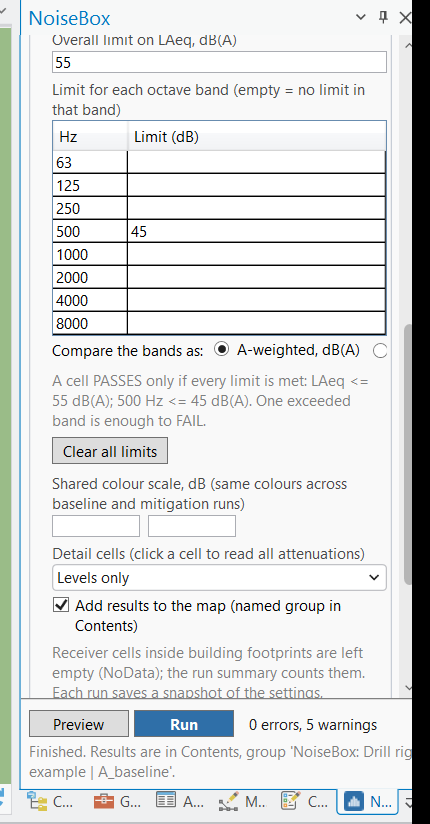 NoiseBox
Overall limit on LAeq, dB(A)
55
Limit for each octave band (empty = no limit in
that band)
Hz Limit (dB)
63
125
250
500 45
1000
2000
4000
8000
Compare the bands as: A-weighted, dB(A)
A cell PASSES only if every limit is met: LAeq <=
55 dB(A); 500 Hz <= 45 dB(A). One exceeded
band is enough to FAIL.
Clear all limits
Shared colour scale, dB (same colours across
baseline and mitigation runs)
Detail cells (click a cell to read all attenuations)
Levels only
Add results to the map (named group in
Contents)
Receiver cells inside building footprints are left
empty (NoData); the run summary counts them.
Each run saves a snapshot of the settings.
Preview Run 0 errors, 5 warnings
Finished. Results are in Contents, group 'NoiseBox: Drill rig
example | A_baseline'.
C... G... A... M... C... N...